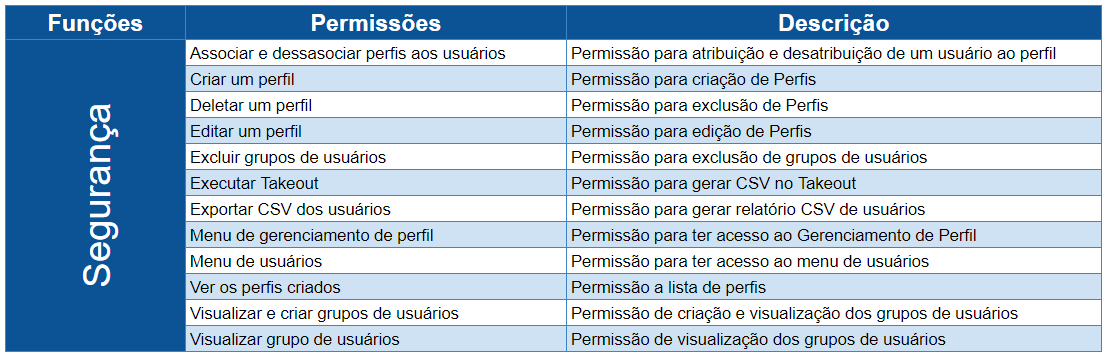 Funções Permissões Descrição
Segurança
Associar e dessasociar perfis aos usuários Permissão para atribuição e desatribuição de um usuário ao perfil
Criar um perfil Permissão para criação de Perfis
Deletar um perfil Permissão para exclusão de Perfis
Editar um perfil Permissão para edição de Perfis
Excluir grupos de usuários Permissão para exclusão de grupos de usuários
Executar Takeout Permissão para gerar CSV no Takeout
Exportar CSV dos usuários Permissão para gerar relatório CSV de usuários
Menu de gerenciamento de perfil Permissão para ter acesso ao Gerenciamento de Perfil
Menu de usuários Permissão para ter acesso ao menu de usuários
Ver os perfis criados Permissão a lista de perfis
Visualizar e criar grupos de usuários Permissão de criação e visualização dos grupos de usuários
Visualizar grupo de usuários Permissão de visualização dos grupos de usuários